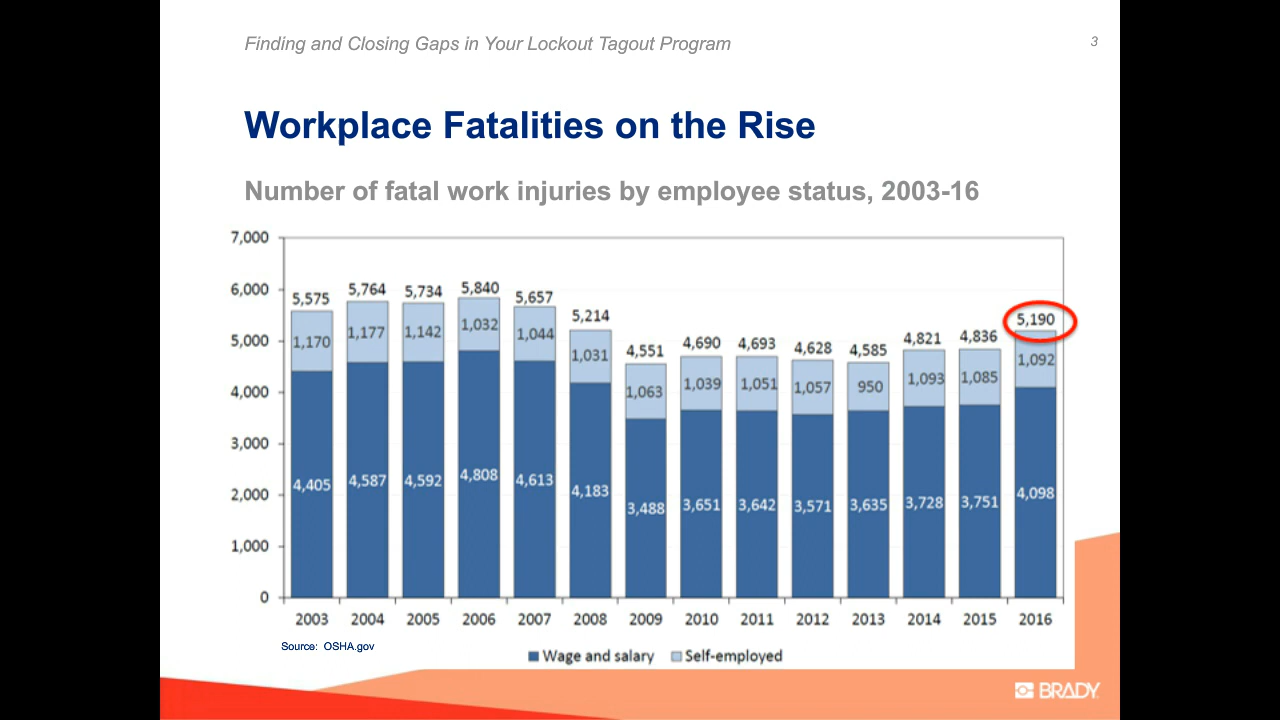 Finding and Closing Gaps in Your Lockout Tagout Program
3
Workplace Fatalities on the Rise
Number of fatal work injuries by employee status, 2003-16
7,000
6,000
5,000
4,000
3,000
2,000
1,000
0
5,575 5,764 5,734 5,840 5,657 5,214 4,551 4,690 4,693 4,628 4,585 4,821 4,836 5,190
1,170 1,177 1,142 1,032 1,044 1,031 1,063 1,039 1,051 1,057 950 1,093 1,085 1,092
4,405 4,587 4,592 4,808 4,613 4,183 3,488 3,651 3,642 3,571 3,635 3,728 3,751 4,098
2003 2004 2005 2006 2007 2008 2009 2010 2011 2012 2013 2014 2015 2016
Source: OSHA.gov
Wage and salary Self-employed
BRADY